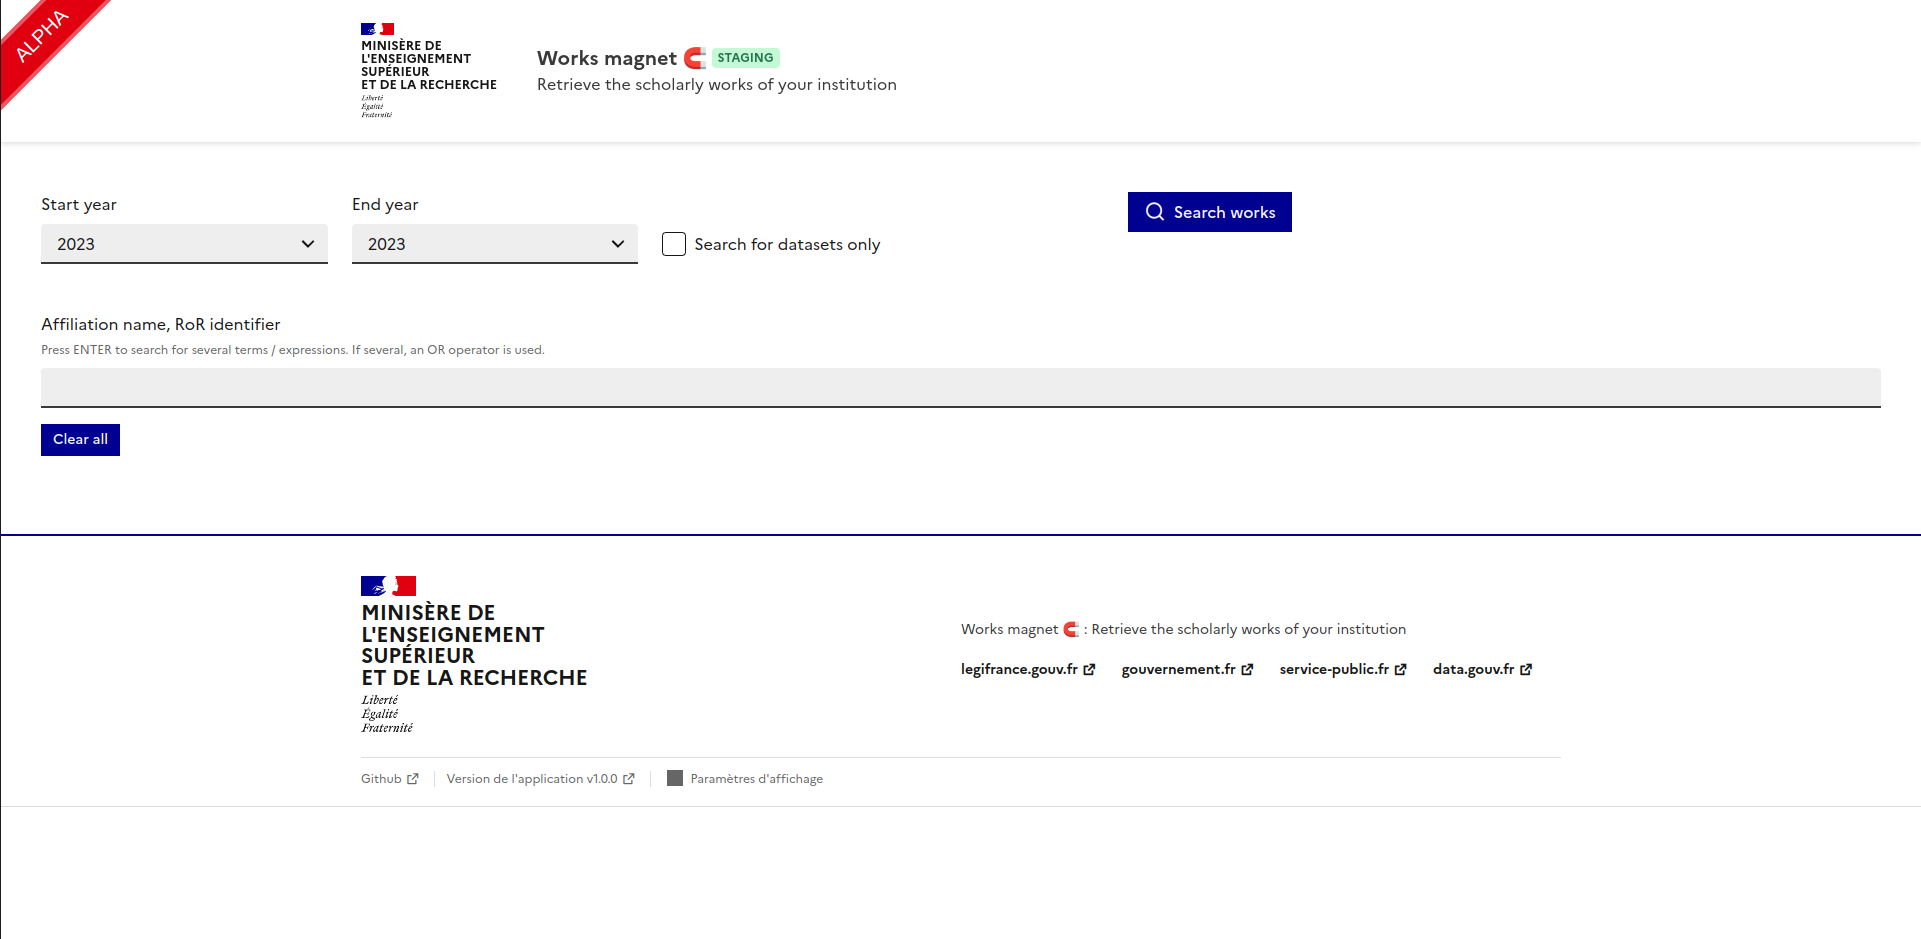 ALPHA
MINISÈRE DE
L'ENSEIGNEMENT
SUPÉRIEUR
ET DE LA RECHERCHE
Liberté
Égalité
Fraternité
Works magnet STAGING
Retrieve the scholarly works of your institution
Start year
2023
End year
2023
Search for datasets only
Search works
Affiliation name, RoR identifier
Press ENTER to search for several terms / expressions. If several, an OR operator is used.
Clear all
MINISÈRE DE
L'ENSEIGNEMENT
SUPÉRIEUR
ET DE LA RECHERCHE
Liberté
Égalité
Fraternité
Works magnet 🧲 : Retrieve the scholarly works of your institution
legifrance.gouv.fr gouvernement.fr service-public.fr data.gouv.fr
Github Version de l'application v1.0.0 Paramètres d'affichage